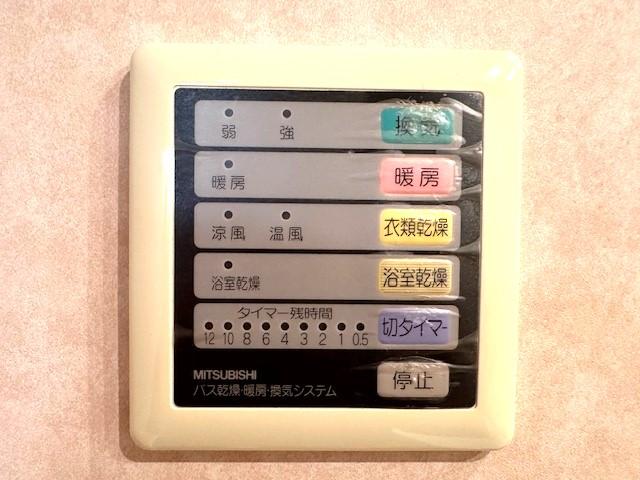 換気
弱 強
暖房
暖房
衣類乾燥
涼風 温風
浴室乾燥
浴室乾燥
タイマー残時間
切タイマー
12 10 8 6 4 3 2 1 0.5
停止
MITSUBISHI
バス乾燥・暖房・換気システム